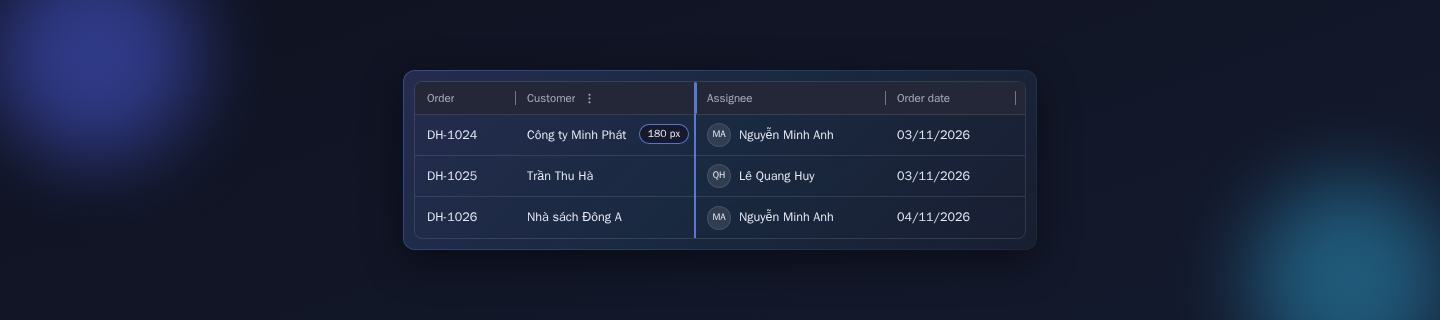 Order Customer Assignee Order date
DH-1024 Công ty Minh Phát 180 px MA Nguyễn Minh Anh 03/11/2026
DH-1025 Trần Thu Hà QH Lê Quang Huy 03/11/2026
DH-1026 Nhà sách Đông A MA Nguyễn Minh Anh 04/11/2026